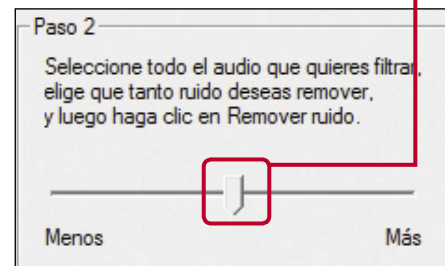 Paso 2
Seleccione todo el audio que quieres filtrar,
elige que tanto ruido deseas remover,
y luego haga clic en Remover ruido.
Menos Más